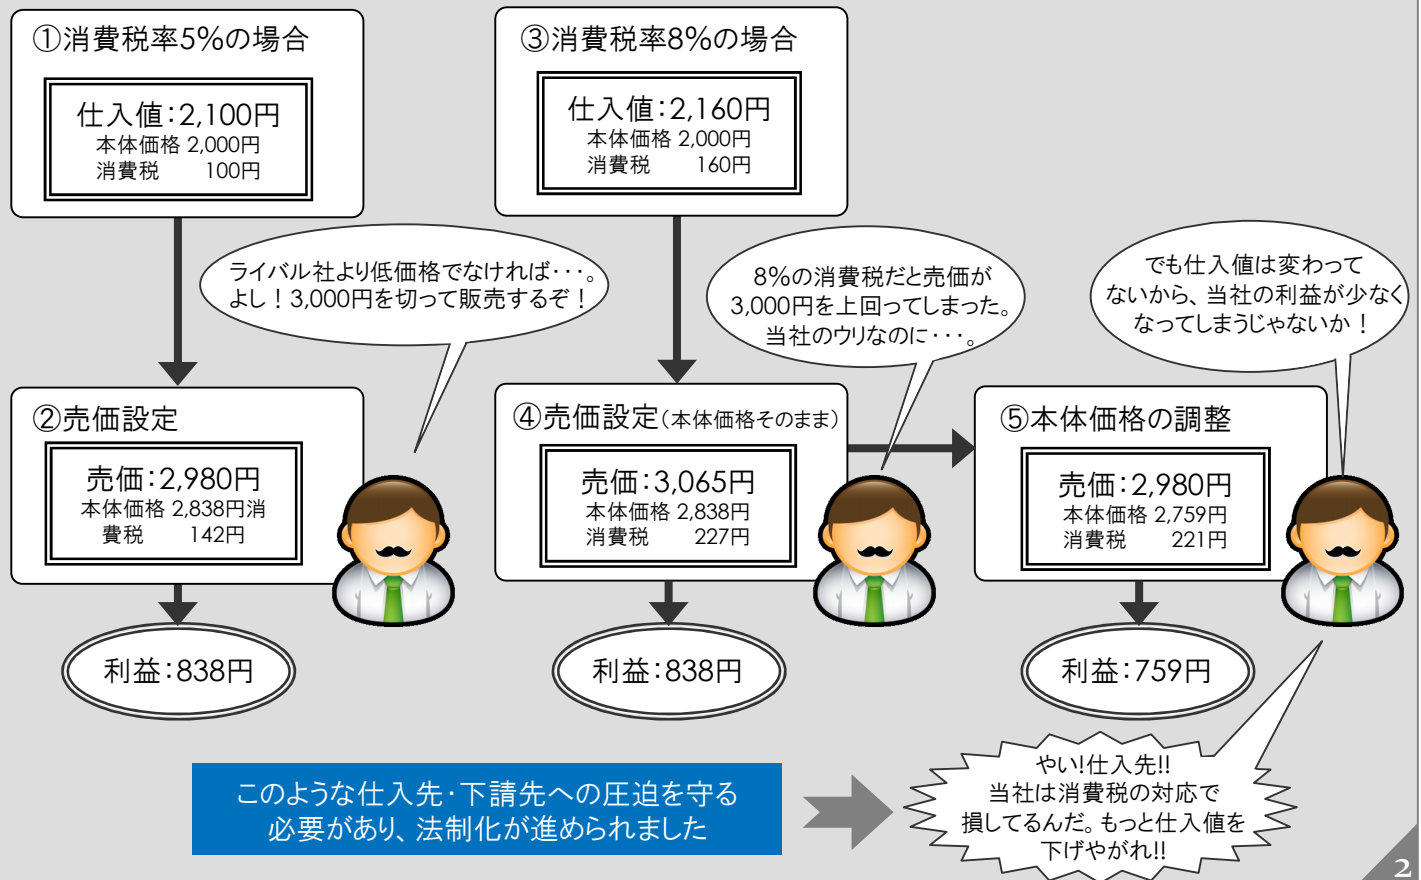 ①消費税率5%の場合
仕入値：2,100円
本体価格 2,000円
消費税 100円
③消費税率8%の場合
仕入値：2,160円
本体価格 2,000円
消費税 160円
ライバル社より低価格でなければ・・・。
よし！3,000円を切って販売するぞ！
8%の消費税だと売価が
3,000円を上回ってしまった。
当社のウリなのに・・・。
でも仕入値は変わって
ないから、当社の利益が少なく
なってしまうじゃないか！
②売価設定
売価：2,980円
本体価格 2,838円消
費税 142円
④売価設定（本体価格そのまま）
売価：3,065円
本体価格 2,838円
消費税 227円
⑤本体価格の調整
売価：2,980円
本体価格 2,759円
消費税 221円
利益：838円
利益：838円
利益：759円
このような仕入先・下請先への圧迫を守る
必要があり、法制化が進められました
やい!仕入先!!
当社は消費税の対応で
損してるんだ。もっと仕入値を
下げやがれ!!
2